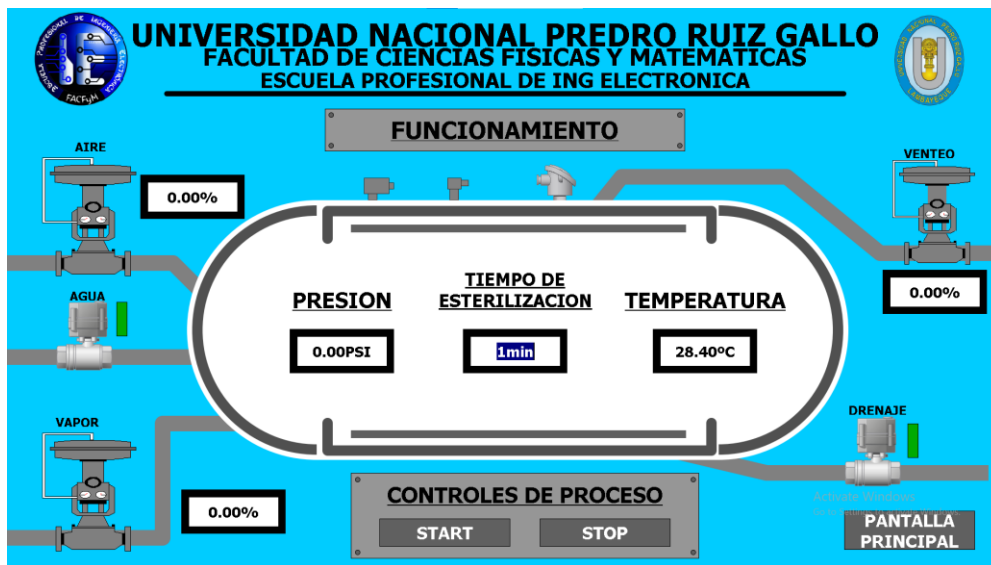 UNIVERSIDAD NACIONAL PREDRO RUIZ GALLO
FACULTAD DE CIENCIAS FISICAS Y MATEMATICAS
ESCUELA PROFESIONAL DE ING ELECTRONICA
FACFyM
FUNCIONAMIENTO
AIRE
0.00%
VENTEO
0.00%
AGUA
PRESION
0.00PSI
TIEMPO DE
ESTERILIZACION
1min
TEMPERATURA
28.40ºC
VAPOR
0.00%
DRENAJE
CONTROLES DE PROCESO
START
STOP
Activate Windows
PANTALLA
PRINCIPAL